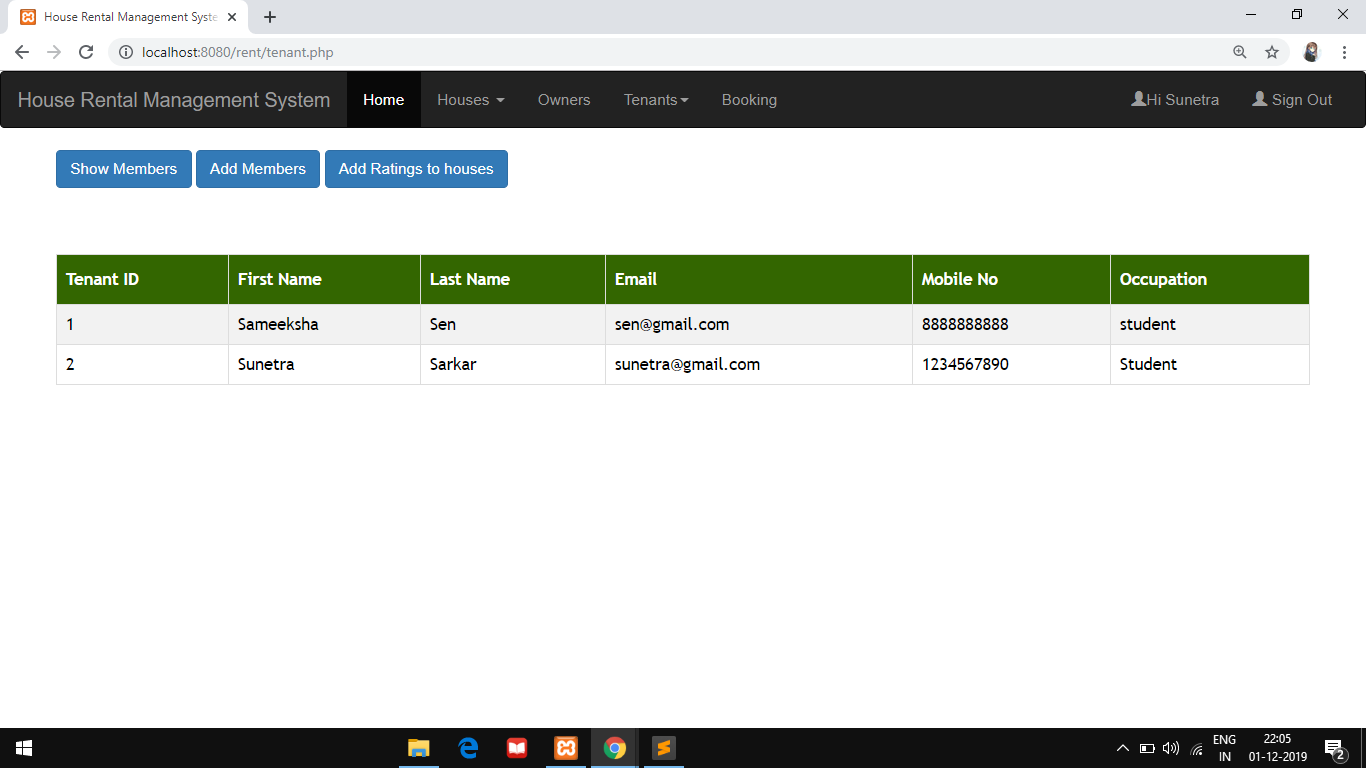 House Rental Management Syste
localhost:8080/rent/tenant.php
House Rental Management System Home Houses Owners Tenants Booking Hi Sunetra Sign Out
Show Members Add Members Add Ratings to houses
Tenant ID First Name Last Name Email Mobile No Occupation
1 Sameeksha Sen sen@gmail.com 8888888888 student
2 Sunetra Sarkar sunetra@gmail.com 1234567890 Student
ENG 22:05
IN 01-12-2019 2